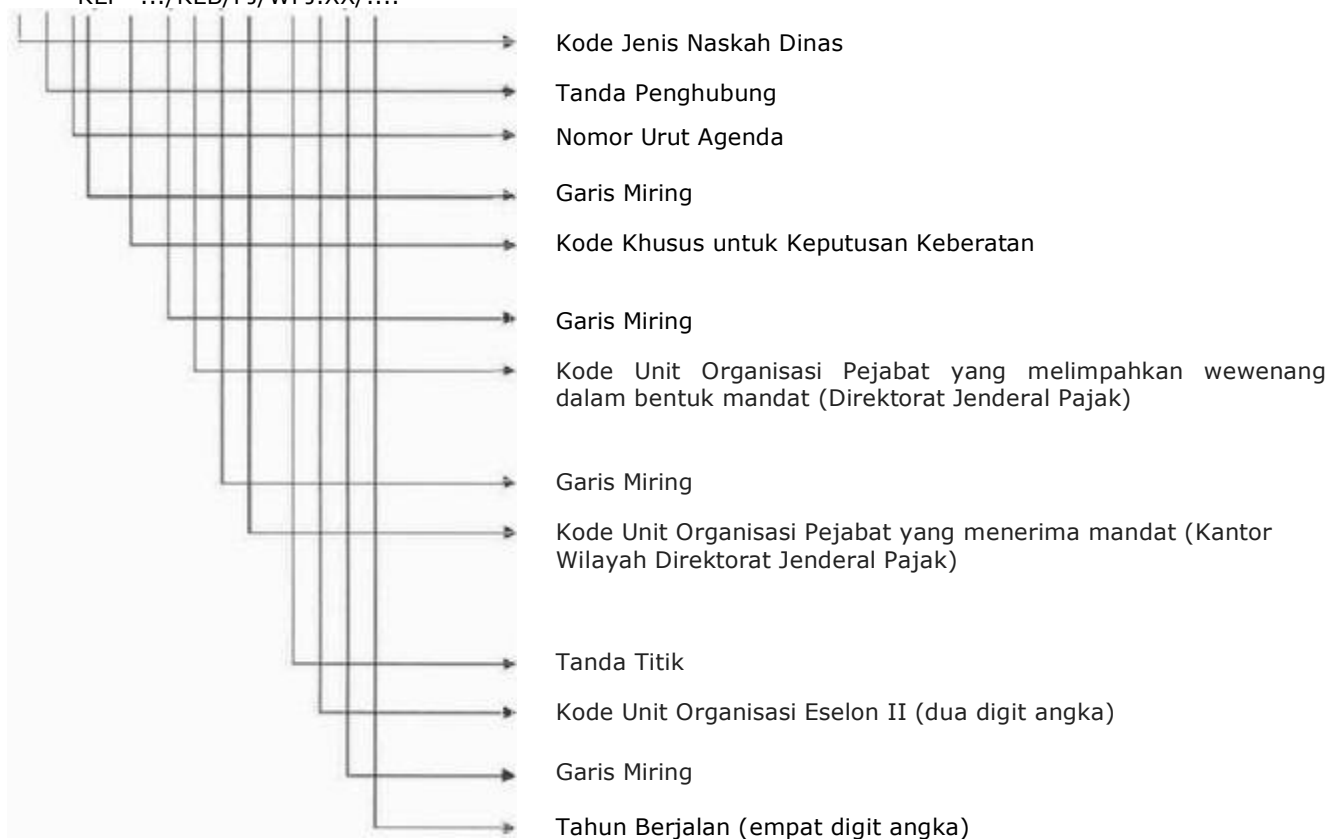 Kode Jenis Naskah Dinas
Tanda Penghubung
Nomor Urut Agenda
Garis Miring
Kode Khusus untuk Keputusan Keberatan
Garis Miring
Kode Unit Organisasi Pejabat yang melimpahkan wewenang
dalam bentuk mandat (Direktorat Jenderal Pajak)
Garis Miring
Kode Unit Organisasi Pejabat yang menerima mandat (Kantor
Wilayah Direktorat Jenderal Pajak)
Tanda Titik
Kode Unit Organisasi Eselon II (dua digit angka)
Garis Miring
Tahun Berjalan (empat digit angka)